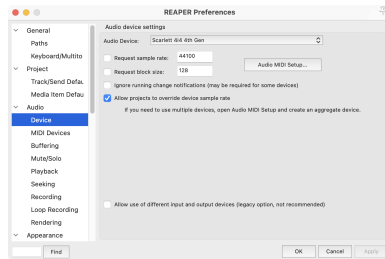 REAPER Preferences
General
Paths
Keyboard/Multito
Project
Track/Send Defau
Media Item Defau
Audio
Device
MIDI Devices
Buffering
Mute/Solo
Playback
Seeking
Recording
Loop Recording
Rendering
Appearance
Find
Audio device settings
Audio Device: Scarlett 4i4 4th Gen
Request sample rate: 44100
Request block size: 128
Audio MIDI Setup...
Ignore running change notifications (may be required for some devices)
Allow projects to override device sample rate
If you need to use multiple devices, open Audio MIDI Setup and create an aggregate device.
Allow use of different input and output devices (legacy option, not recommended)
OK
Cancel
Apply